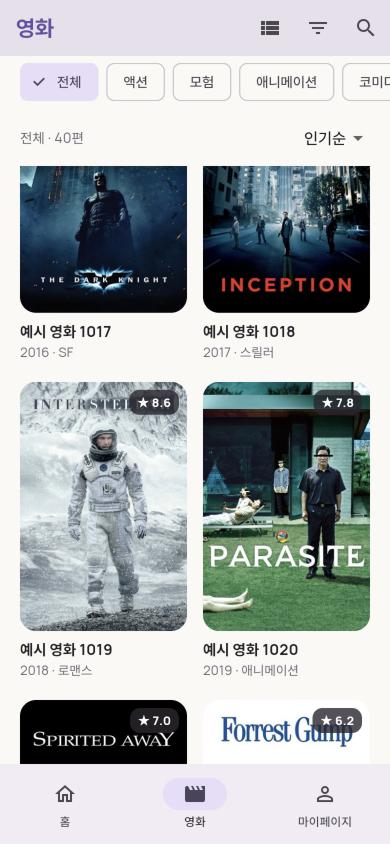 영화
전체
액션
모험
애니메이션
전체 · 40편
인기순
THE DARK KNIGHT
INCEPTION
예시 영화 1017
2016 · SF
예시 영화 1018
2017 · 스릴러
★ 8.6
★ 7.8
PARASITE
예시 영화 1019
2018 · 로맨스
예시 영화 1020
2019 · 애니메이션
★ 7.0
★ 6.2
SPIRITED AWAY
Forrest Gump
홈
영화
마이페이지